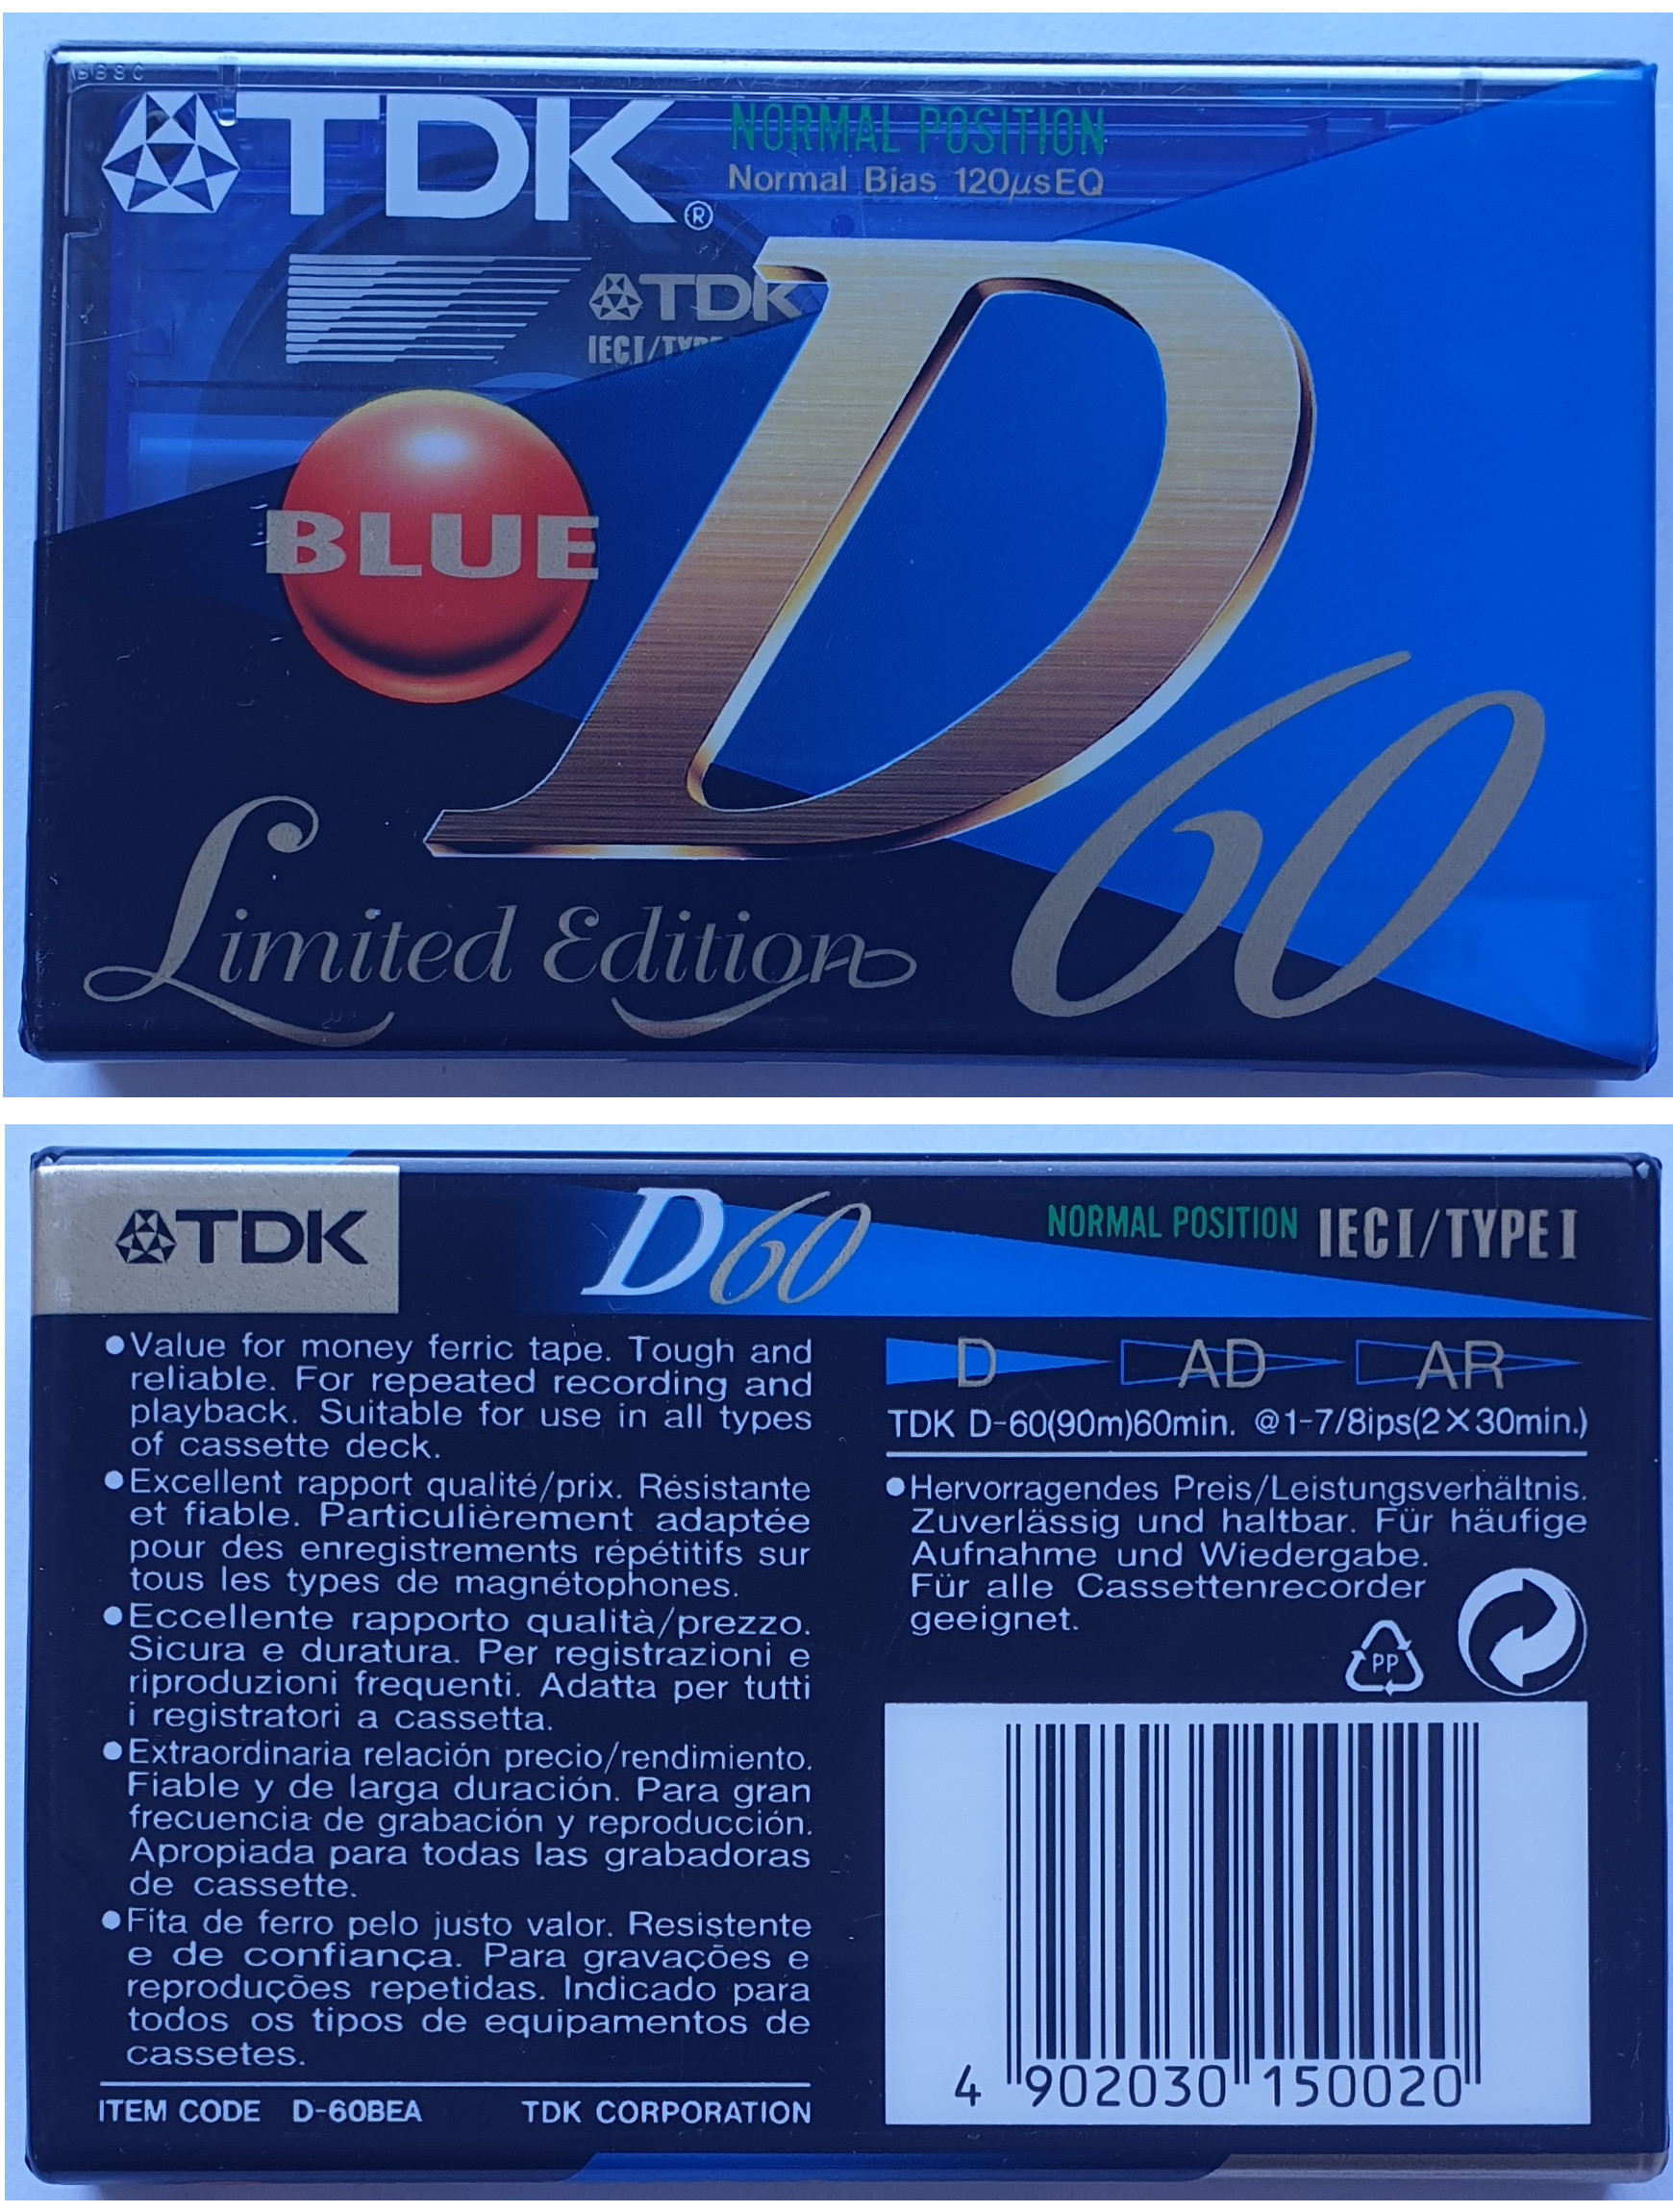 TDK®
NORMAL POSITION
Normal Bias 120µsEQ
TDK
IEC I/TYPE
BLUE
D
60
Limited Edition
TDK
D60
NORMAL POSITION IEC I/TYPE I
●Value for money ferric tape. Tough and
reliable. For repeated recording and
playback. Suitable for use in all types
of cassette deck.
●Excellent rapport qualité/prix. Résistante
et fiable. Particulièrement adaptée
pour des enregistrements répétitifs sur
tous les types de magnétophones.
●Eccellente rapporto qualità/prezzo.
Sicura e duratura. Per registrazioni e
riproduzioni frequenti. Adatta per tutti
i registratori a cassetta.
●Extraordinaria relación precio/rendimiento.
Fiable y de larga duración. Para gran
frecuencia de grabación y reproducción.
Apropiada para todas las grabadoras
de cassette.
●Fita de ferro pelo justo valor. Resistente
e de confiança. Para gravações e
reproduções repetidas. Indicado para
todos os tipos de equipamentos de
cassetes.
ITEM CODE D-60BEA TDK CORPORATION
D AD AR
TDK D-60(90m)60min. @1-7/8ips(2×30min.)
●Hervorragendes Preis/Leistungsverhältnis.
Zuverlässig und haltbar. Für häufige
Aufnahme und Wiedergabe.
Für alle Cassettenrecorder
geeignet.
PP
4 902030 150020